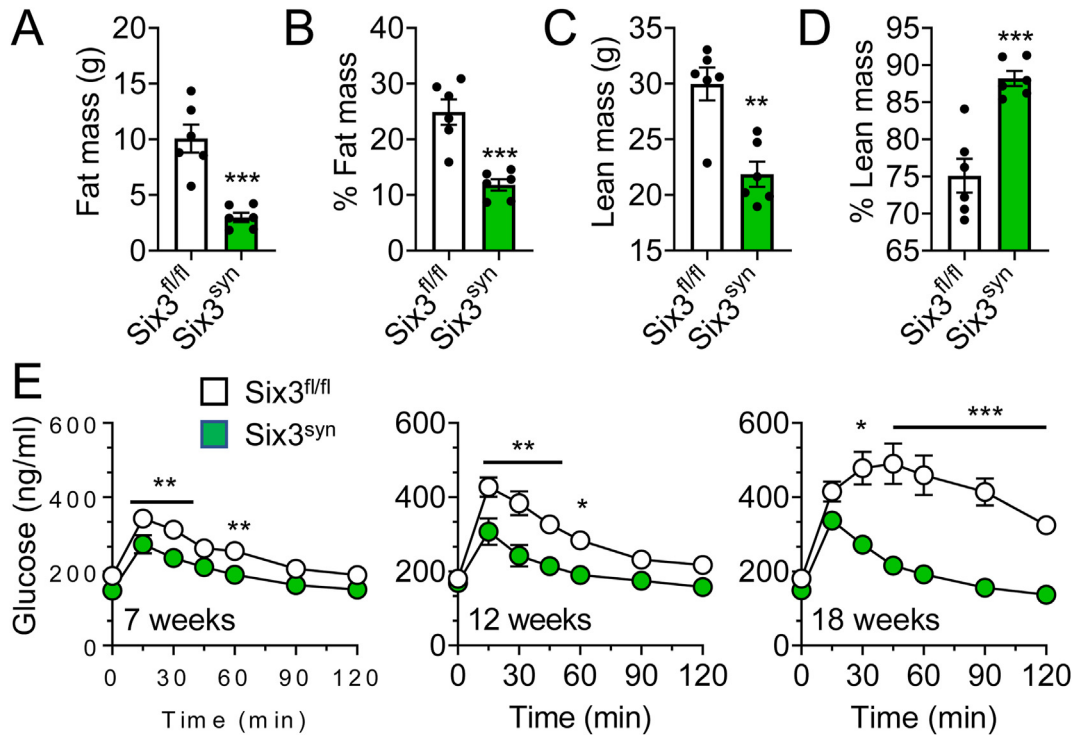 A
Fat mass (g)
20
15
10
5
0
***
Six3fl/fl
Six3syn
B
% Fat mass
40
30
20
10
0
***
Six3fl/fl
Six3syn
C
Lean mass (g)
35
30
25
20
15
**
Six3fl/fl
Six3syn
D
% Lean mass
95
90
85
80
75
70
65
***
Six3fl/fl
Six3syn
E
Six3fl/fl
Six3syn
Glucose (ng/ml)
600
400
200
0
**
**
7 weeks
0 30 60 90 120
Time (min)
600
400
200
0
**
*
12 weeks
0 30 60 90 120
Time (min)
600
400
200
0
*
***
18 weeks
0 30 60 90 120
Time (min)